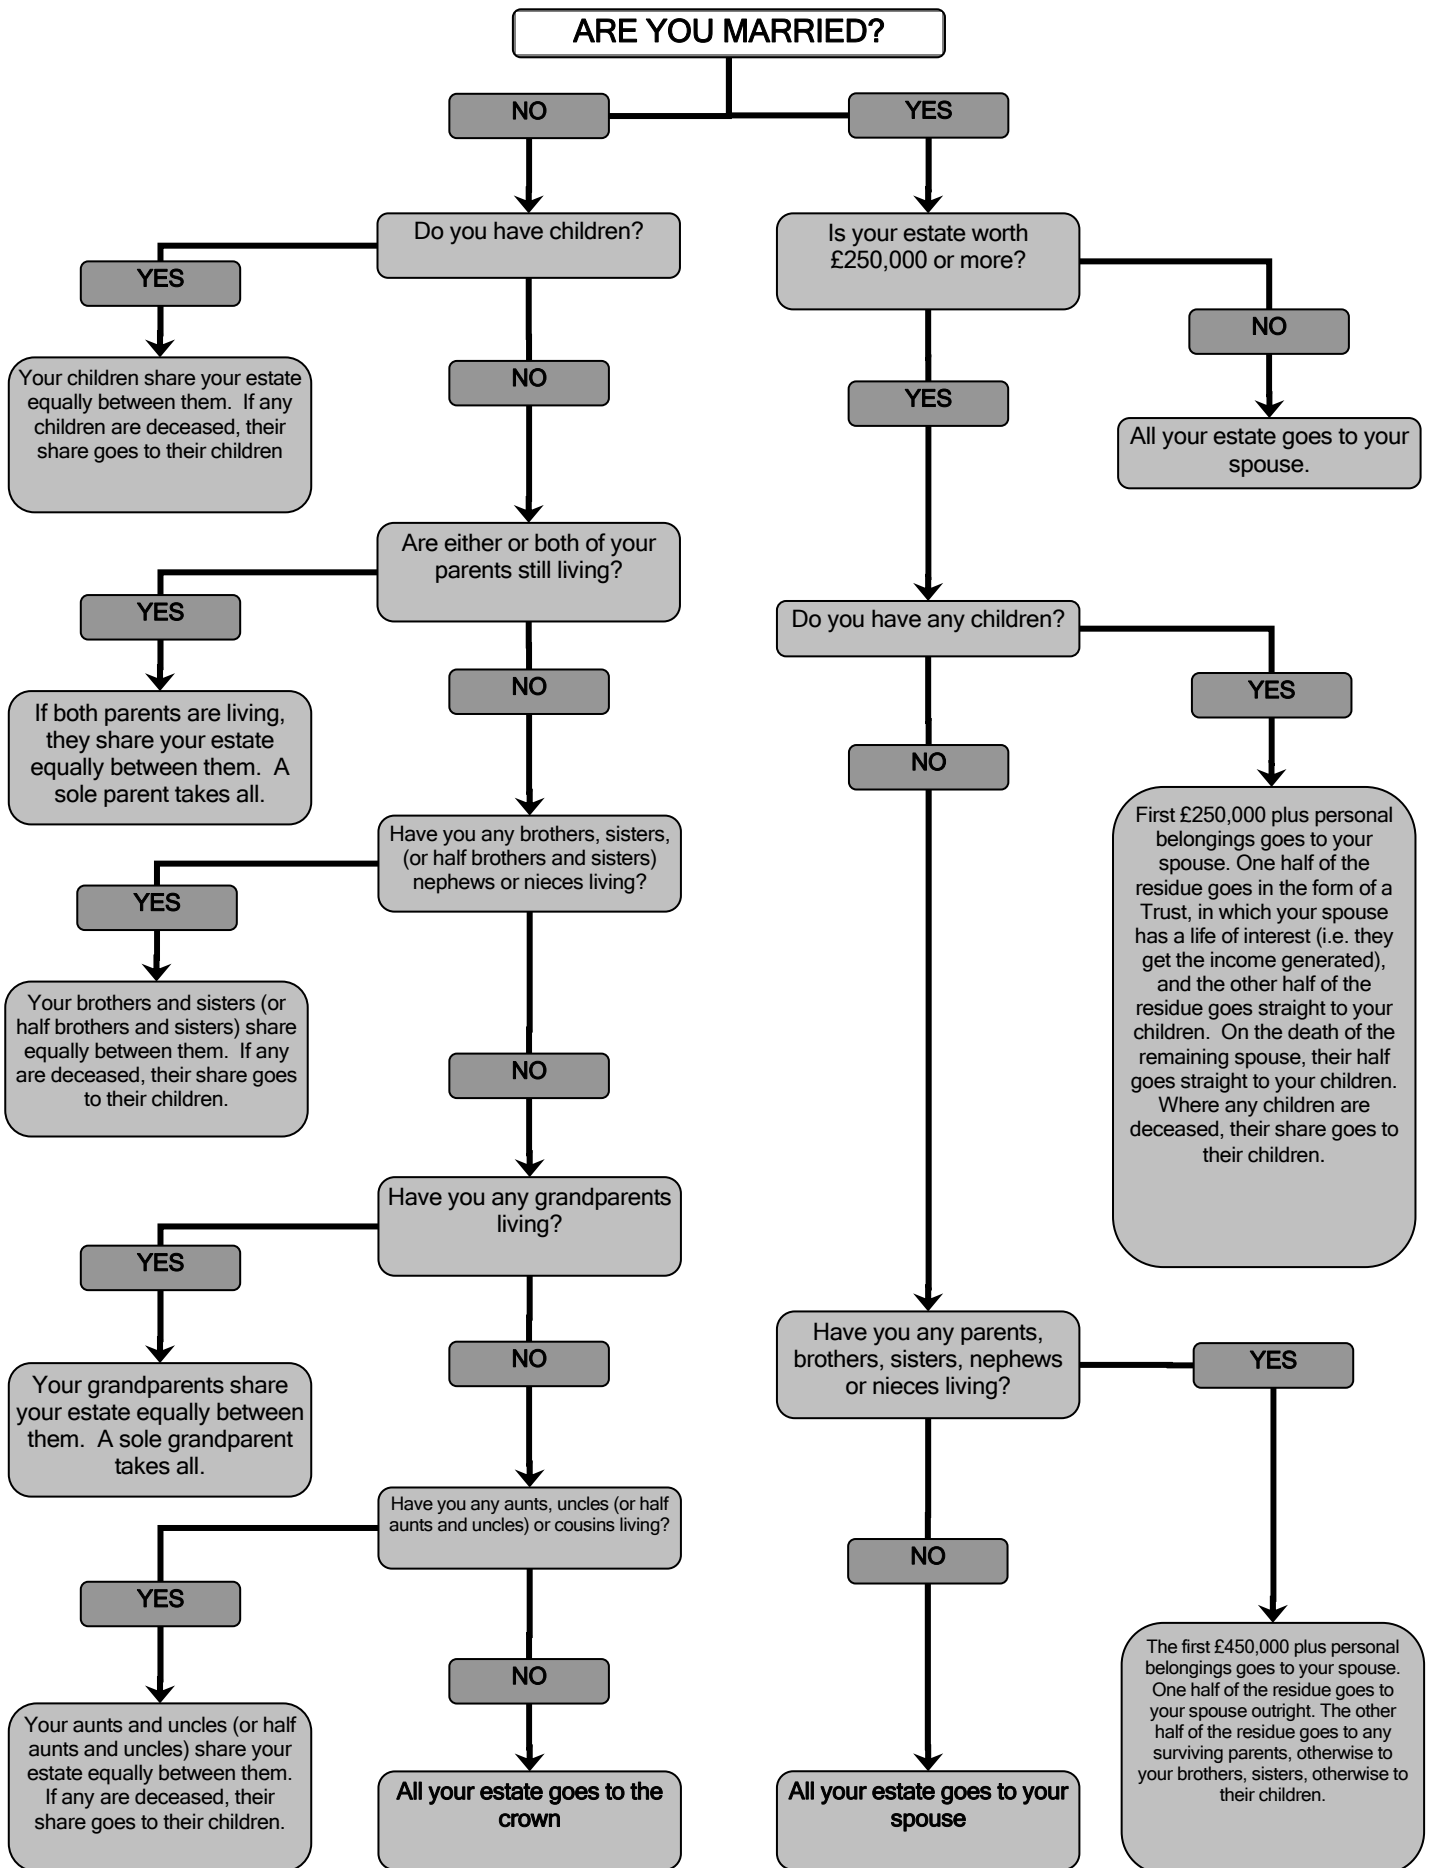 ARE YOU MARRIED?
NO
YES
Do you have children?
Is your estate worth
£250,000 or more?
YES
NO
Your children share your estate
equally between them.  If any
children are deceased, their
share goes to their children
NO
YES
All your estate goes to your
spouse.
Are either or both of your
parents still living?
YES
Do you have any children?
NO
YES
If both parents are living,
they share your estate
equally between them.  A
sole parent takes all.
NO
Have you any brothers, sisters,
(or half brothers and sisters)
nephews or nieces living?
First £250,000 plus personal
belongings goes to your
spouse. One half of the
residue goes in the form of a
Trust, in which your spouse
has a life of interest (i.e. they
get the income generated),
and the other half of the
residue goes straight to your
children.  On the death of the
remaining spouse, their half
goes straight to your children.
Where any children are
deceased, their share goes to
their children.
YES
Your brothers and sisters (or
half brothers and sisters) share
equally between them.  If any
are deceased, their share goes
to their children.
NO
Have you any grandparents
living?
YES
Have you any parents,
brothers, sisters, nephews
or nieces living?
NO
YES
Your grandparents share
your estate equally between
them.  A sole grandparent
takes all.
Have you any aunts, uncles (or half
aunts and uncles) or cousins living?
NO
YES
The first £450,000 plus personal
belongings goes to your spouse.
One half of the residue goes to
your spouse outright. The other
half of the residue goes to any
surviving parents, otherwise to
your brothers, sisters, otherwise to
their children.
NO
Your aunts and uncles (or half
aunts and uncles) share your
estate equally between them.
If any are deceased, their
share goes to their children.
All your estate goes to the
crown
All your estate goes to your
spouse